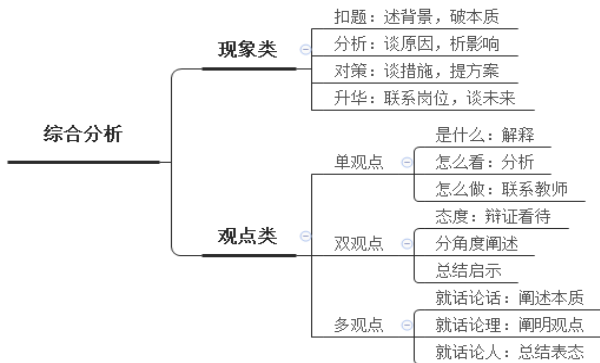 综合分析
现象类
扣题：述背景，破本质
分析：谈原因，析影响
对策：谈措施，提方案
升华：联系岗位，谈未来
观点类
单观点
是什么：解释
怎么看：分析
怎么做：联系教师
双观点
态度：辩证看待
分角度阐述
总结启示
多观点
就话论话：阐述本质
就话论理：阐明观点
就话论人：总结表态